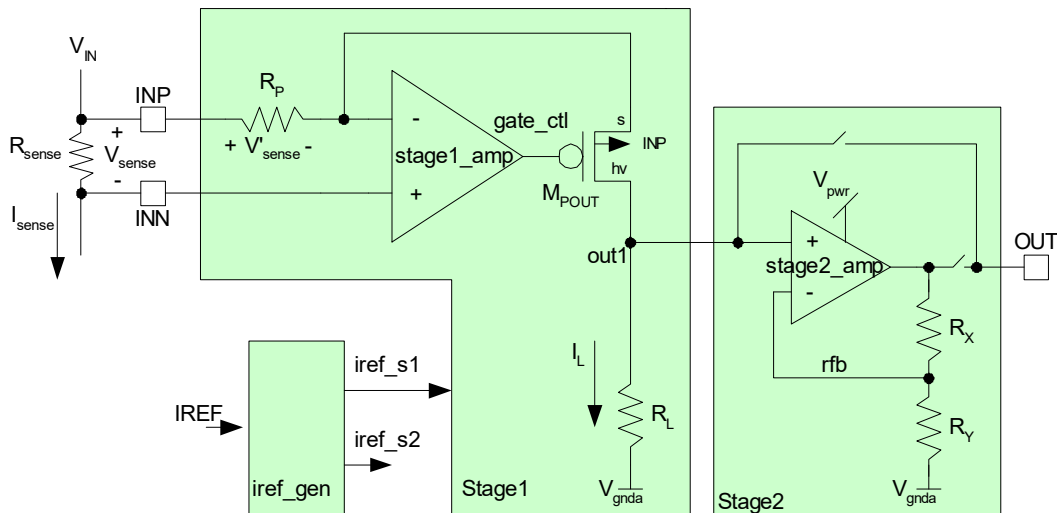 V_IN
INP
R_P
gate_ctl
s
INP
hv
-
stage1_amp
+
+ V'_sense -
R_sense
+
V_sense
-
INN
I_sense
M_POUT
out1
V_pwr
+
stage2_amp
-
OUT
R_X
rfb
R_Y
I_L
R_L
iref_s1
IREF
iref_s2
iref_gen
Stage1
V_gnda
Stage2
V_gnda